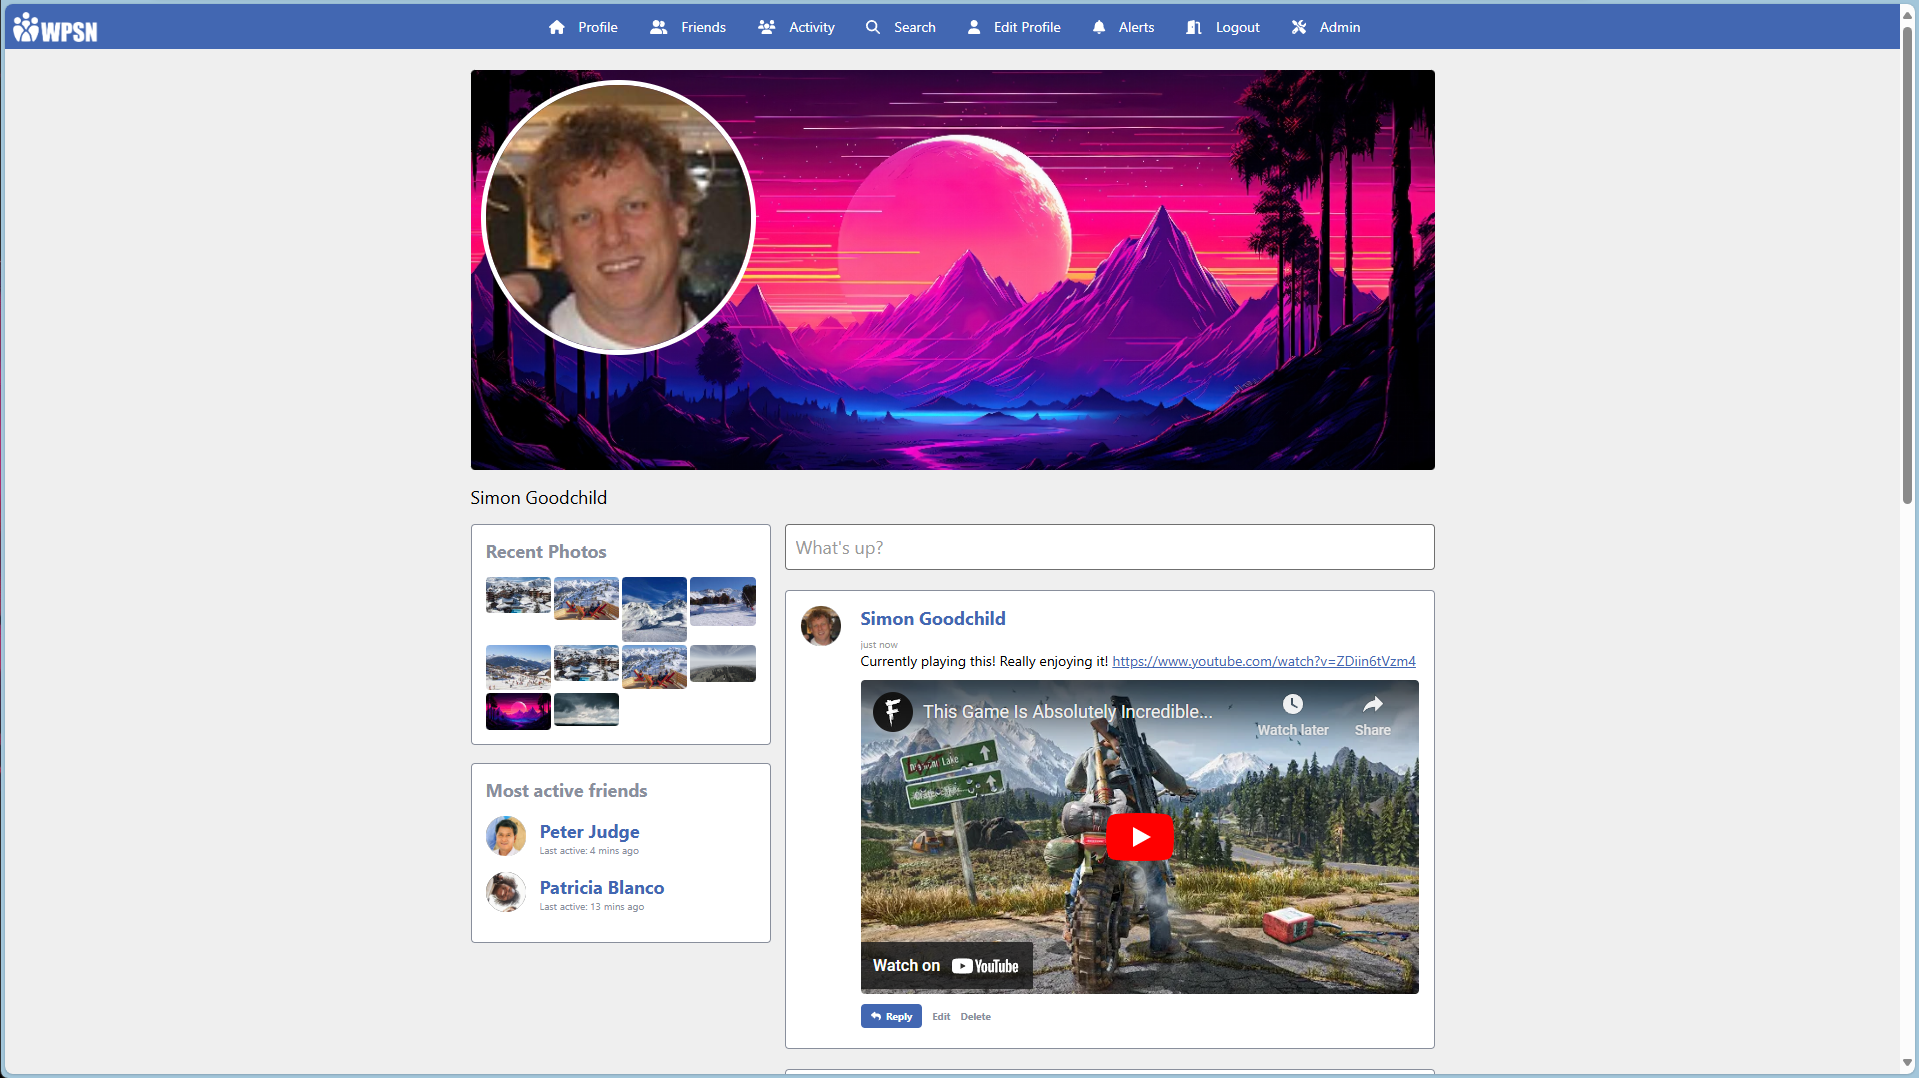 WPSN
Profile
Friends
Activity
Search
Edit Profile
Alerts
Logout
Admin
Simon Goodchild
Recent Photos
Most active friends
Peter Judge
Last active: 4 mins ago
Patricia Blanco
Last active: 13 mins ago
What's up?
Simon Goodchild
just now
Currently playing this! Really enjoying it! https://www.youtube.com/watch?v=ZDiin6tVzm4
This Game Is Absolutely Incredible...
Watch later
Share
Lake
Watch on YouTube
Reply Edit Delete